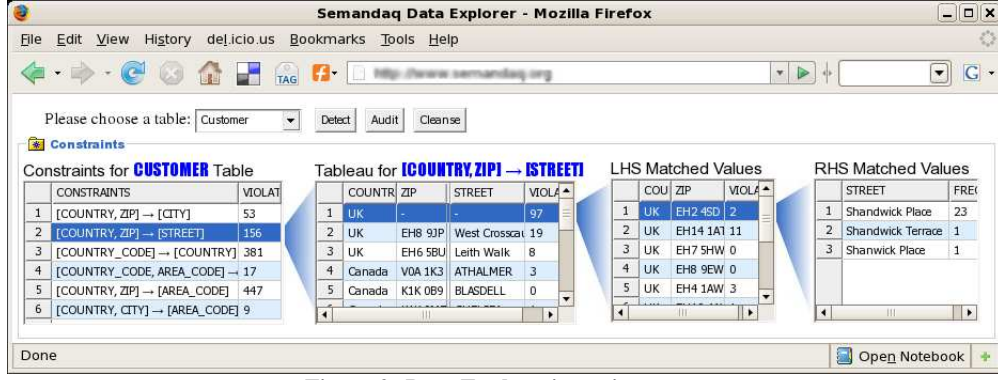 Semandaq Data Explorer - Mozilla Firefox
File Edit View History del.icio.us Bookmarks Tools Help
TAG G
Please choose a table: Customer Detect Audit Cleanse
Constraints
Constraints for CUSTOMER Table
CONSTRAINTS VIOLAT
1 [COUNTRY, ZIP] → [CITY] 53
2 [COUNTRY, ZIP] → [STREET] 156
3 [COUNTRY_CODE] → [COUNTRY] 381
4 [COUNTRY_CODE, AREA_CODE] → 17
5 [COUNTRY, ZIP] → [AREA_CODE] 447
6 [COUNTRY, CITY] → [AREA_CODE] 9
Tableau for [COUNTRY, ZIP] → [STREET]
COUNTR ZIP STREET VIOLA
1 UK - - 97
2 UK EH8 9JP West Crosscau 19
3 UK EH6 5BU Leith Walk 8
4 Canada V0A 1K3 ATHALMER 3
5 Canada K1K 0B9 BLASDELL 0
LHS Matched Values
COU ZIP VIOLA
1 UK EH2 4SD 2
2 UK EH14 1AT 11
3 UK EH7 5HW 0
4 UK EH8 9EW 0
5 UK EH4 1AW 3
RHS Matched Values
STREET FREQ
1 Shandwick Place 23
2 Shandwick Terrace 1
3 Shanwick Place 1
Done
Open Notebook